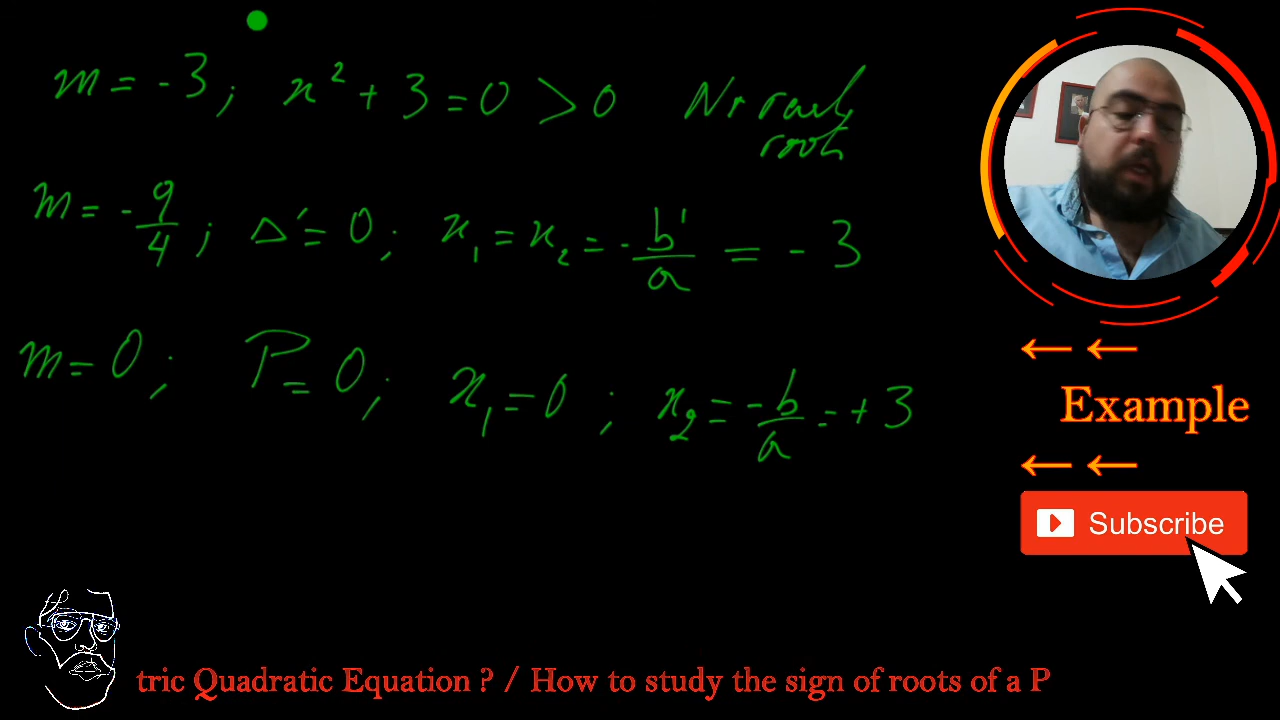 m = -3 ; x² + 3 = 0 > 0 No real
roots
m = -9/4 ; Δ' = 0 ; x₁ = x₂ = -b'/a = -3
m = 0 ; P = 0 ; x₁ = 0 ; x₂ = -b/a = +3
← ←
Example
← ←
Subscribe
tric Quadratic Equation ? / How to study the sign of roots of a P